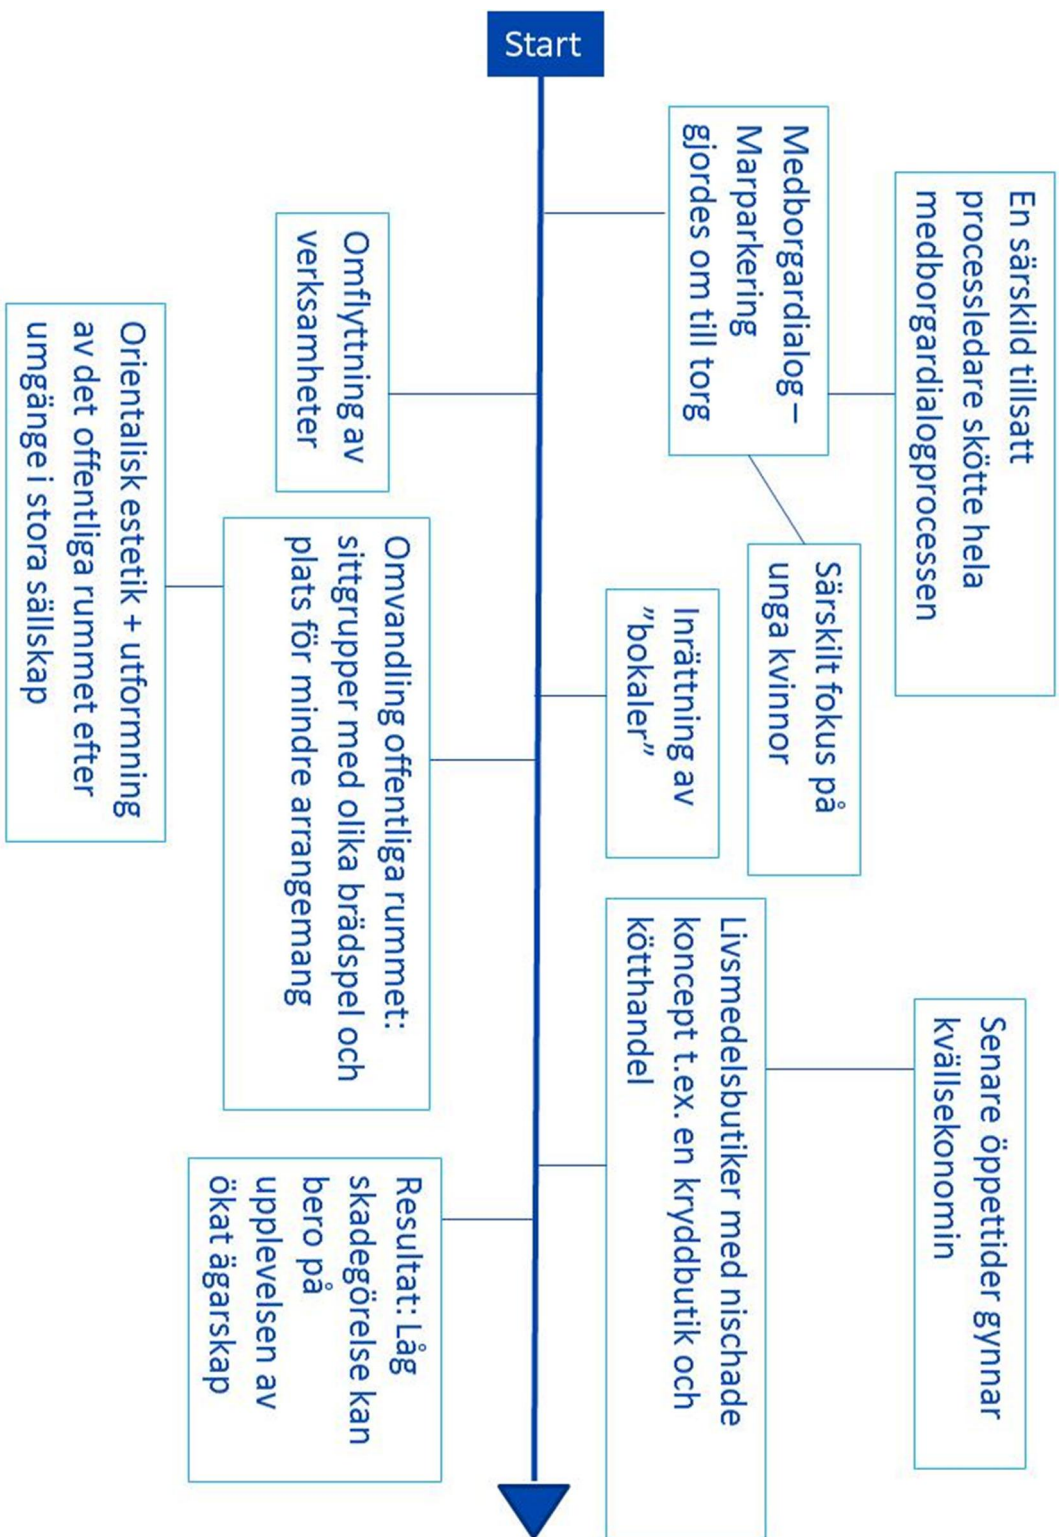 Start
En särskild tillsatt
processledare skötte hela
medborgardialogprocessen
Medborgardialog –
Marparkering
gjordes om till torg
Särskilt fokus på
unga kvinnor
Omflyttning av
verksamheter
Inrättning av
”bokaler”
Omvandling offentliga rummet:
sittgrupper med olika brädspel och
plats för mindre arrangemang
Orientalisk estetik + utformning
av det offentliga rummet efter
umgänge i stora sällskap
Senare öppettider gynnar
kvällsekonomin
Livsmedelsbutiker med nischade
koncept t.ex. en kryddbutik och
kötthandel
Resultat: Låg
skadegörelse kan
bero på
upplevelsen av
ökat ägarskap